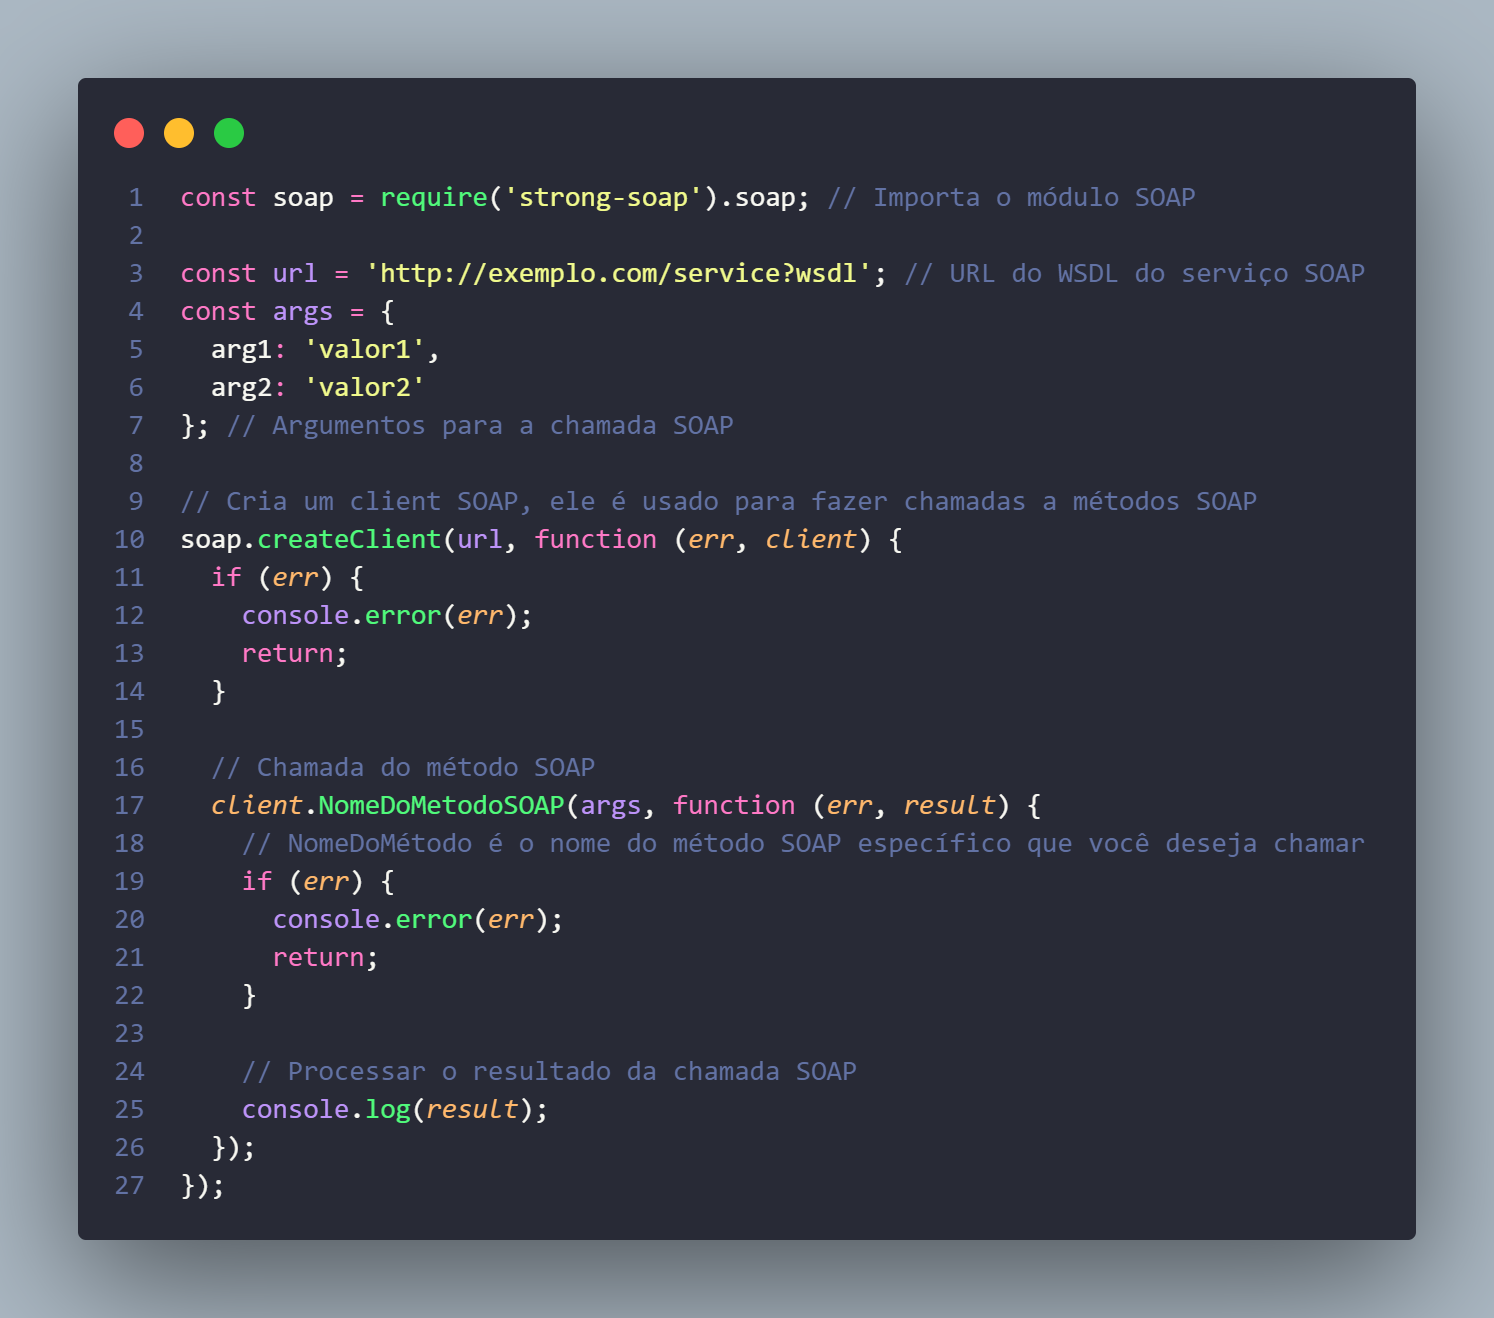 1 const soap = require('strong-soap').soap; // Importa o módulo SOAP
2
3 const url = 'http://exemplo.com/service?wsdl'; // URL do WSDL do serviço SOAP
4 const args = {
5   arg1: 'valor1',
6   arg2: 'valor2'
7 }; // Argumentos para a chamada SOAP
8
9 // Cria um client SOAP, ele é usado para fazer chamadas a métodos SOAP
10 soap.createClient(url, function (err, client) {
11   if (err) {
12     console.error(err);
13     return;
14   }
15
16   // Chamada do método SOAP
17   client.NomeDoMetodoSOAP(args, function (err, result) {
18     // NomeDoMétodo é o nome do método SOAP específico que você deseja chamar
19     if (err) {
20       console.error(err);
21       return;
22     }
23
24     // Processar o resultado da chamada SOAP
25     console.log(result);
26   });
27 });